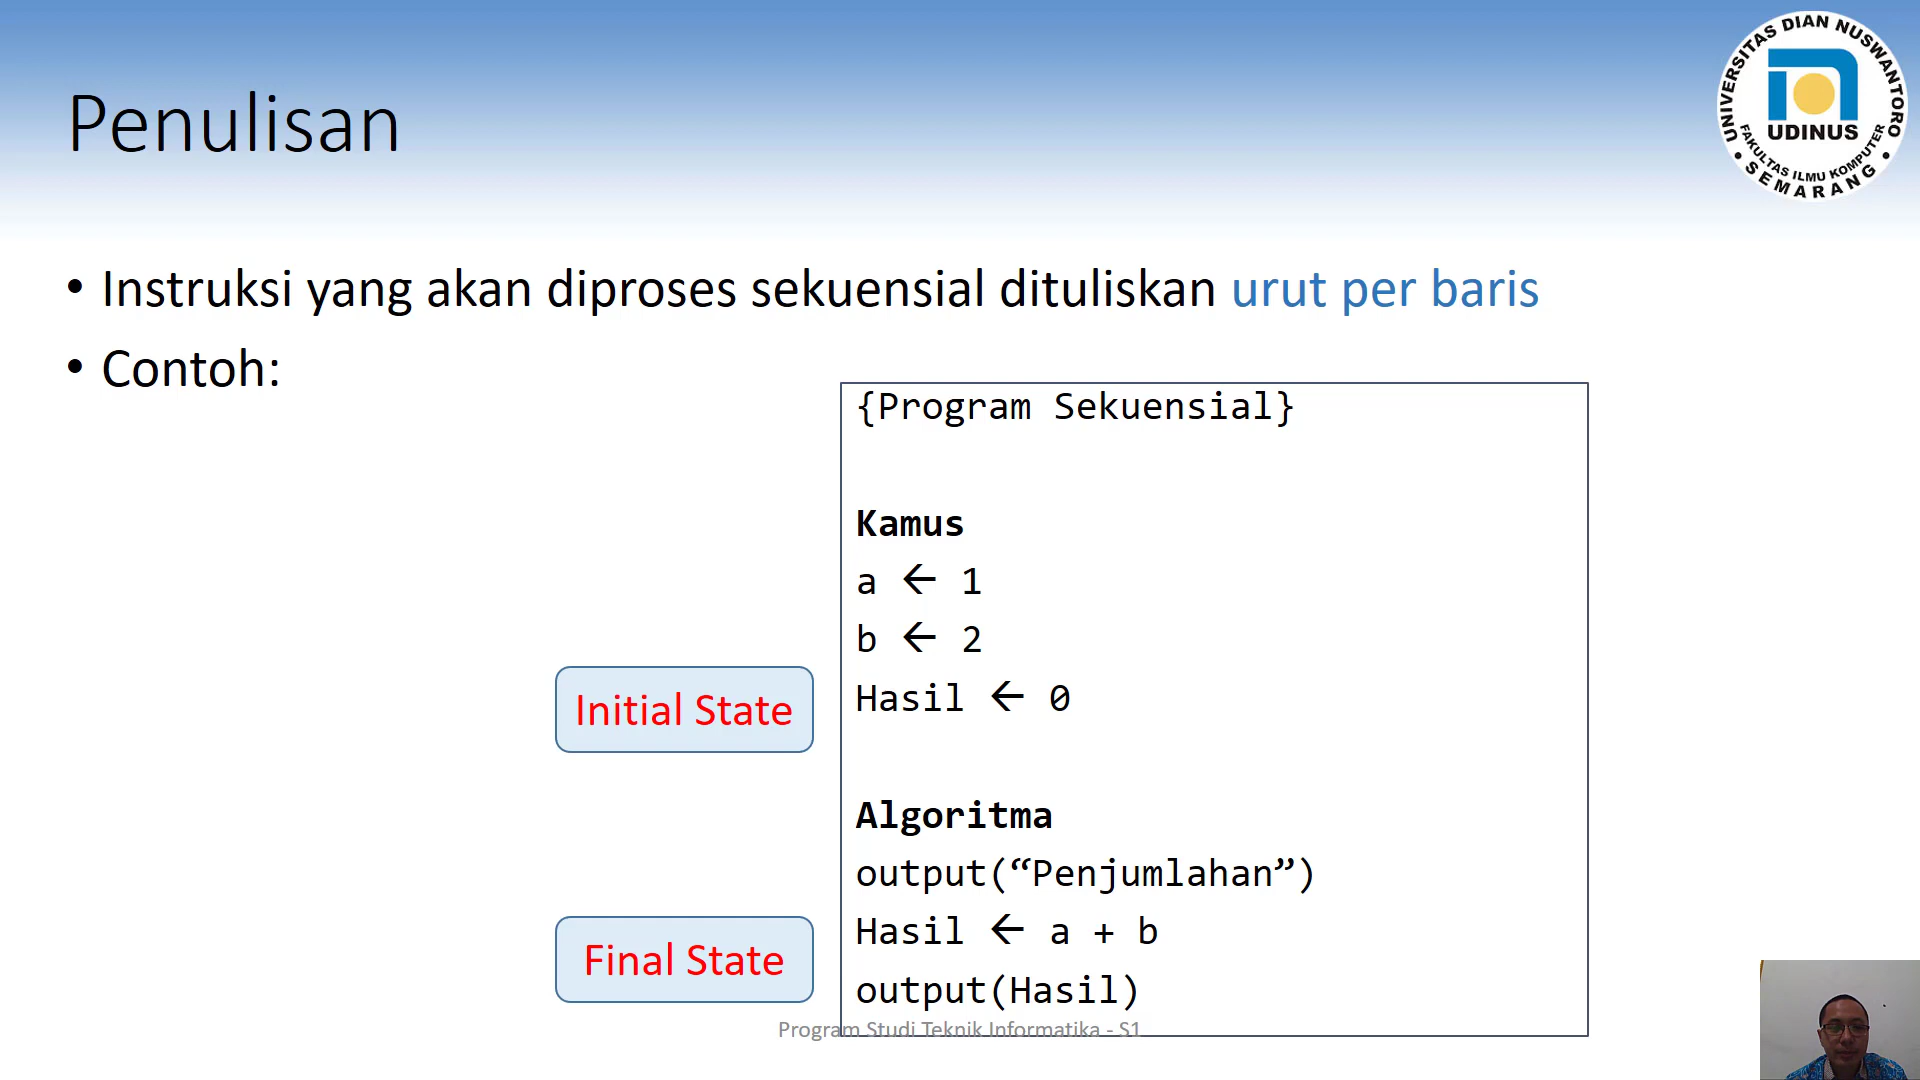 Penulisan
UNIVERSITAS DIAN NUSWANTORO
UDINUS
FAKULTAS ILMU KOMPUTER
• SEMARANG •
• Instruksi yang akan diproses sekuensial dituliskan urut per baris
• Contoh:
{Program Sekuensial}
Kamus
a ← 1
b ← 2
Hasil ← 0
Initial State
Algoritma
output(“Penjumlahan”)
Hasil ← a + b
Final State
output(Hasil)
Program Studi Teknik Informatika - S1